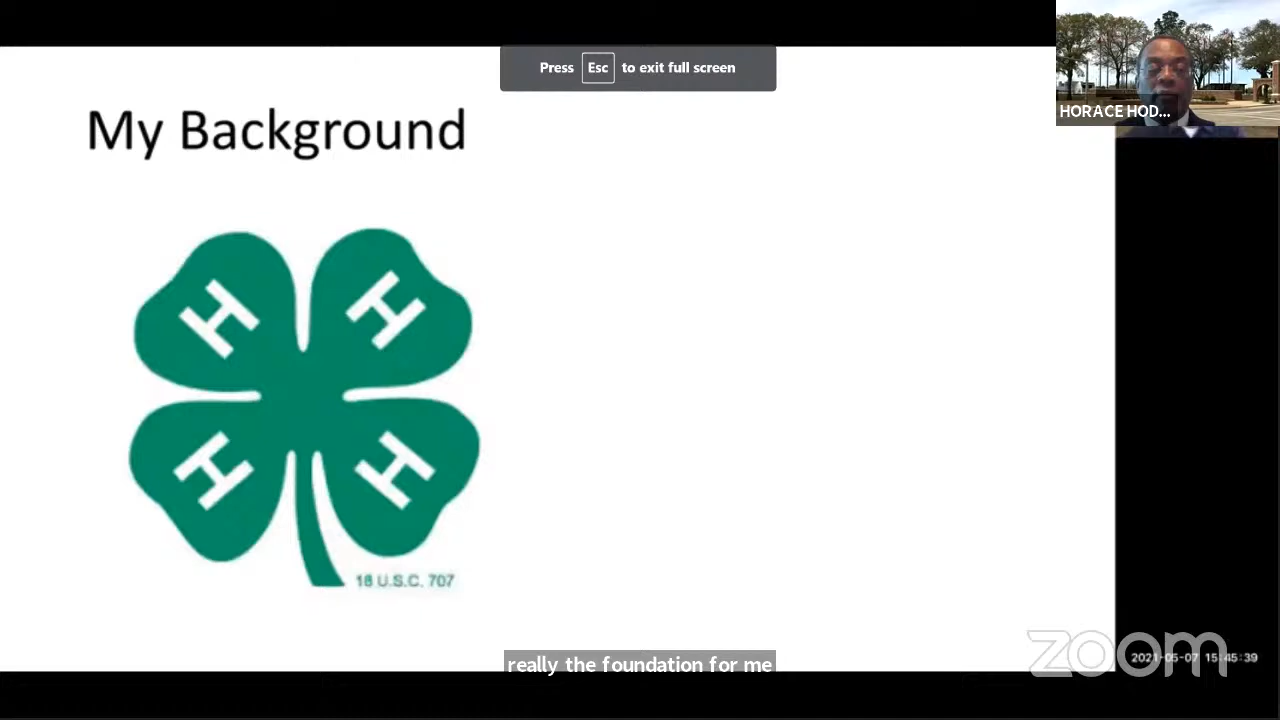 Press Esc to exit full screen
HORACE HOD...
My Background
H H
H H
18 U.S.C. 707
really the foundation for me
zoom
2021-05-07 15:45:39